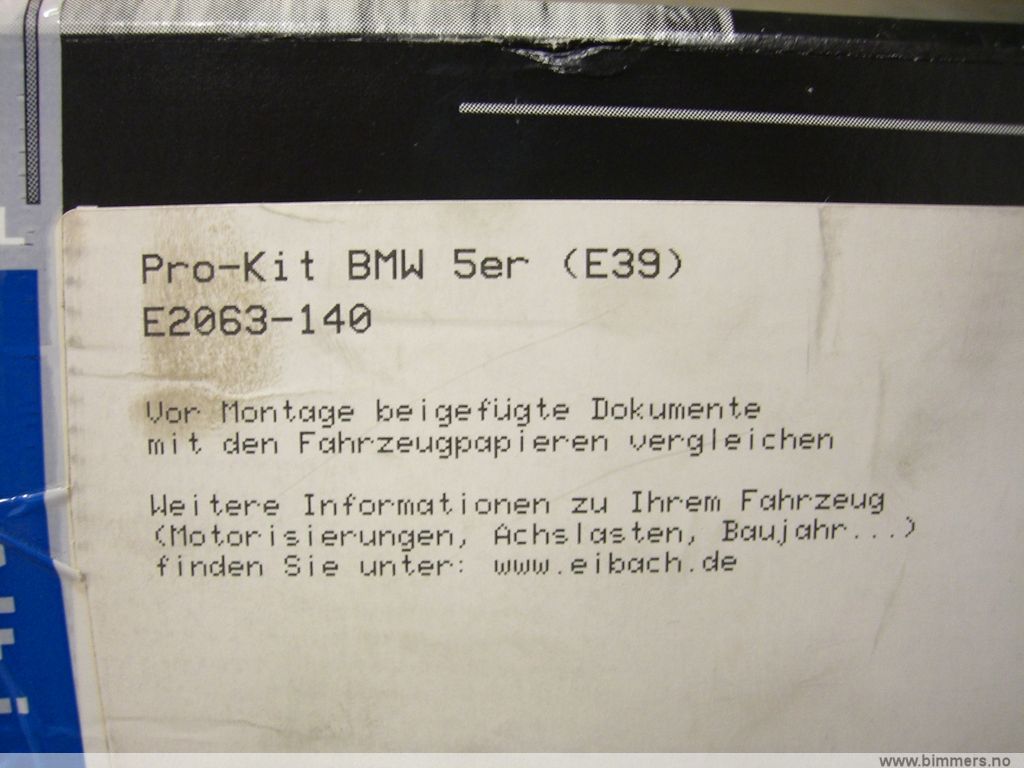 Pro-Kit BMW 5er (E39)
E2063-140
Vor Montage beigefügte Dokumente
mit den Fahrzeugpapieren vergleichen
Weitere Informationen zu Ihrem Fahrzeug
(Motorisierungen, Achslasten, Baujahr...)
finden Sie unter: www.eibach.de
www.bimmers.no